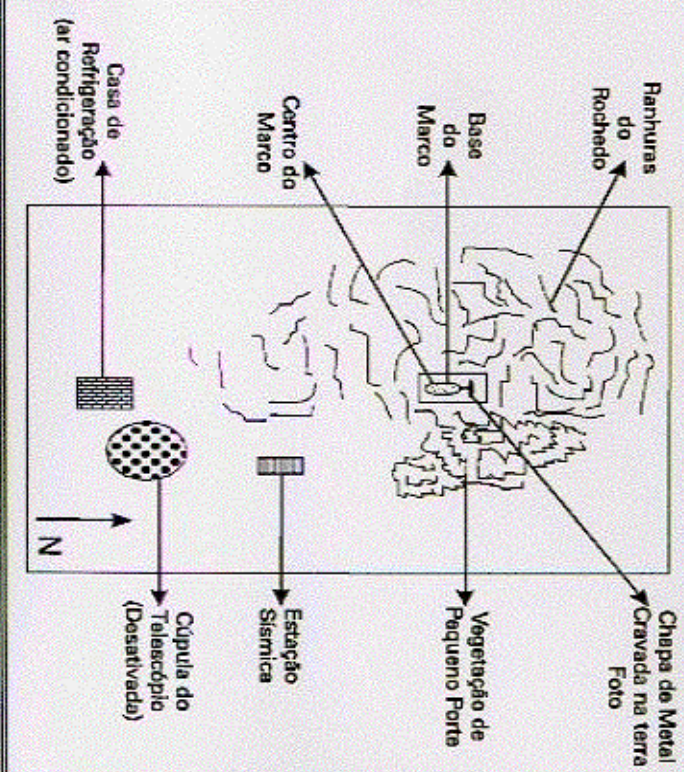 Chapa de Metal
Cravada na terra
Foto
Vegetação de
Pequeno Porte
Estação
Sísmica
Cúpula do
Telescópio
(Desativada)
N
Ranhuras
do
Rochedo
Base
do
Marco
Centro do
Marco
Casa de
Refrigeração
(ar condicionado)